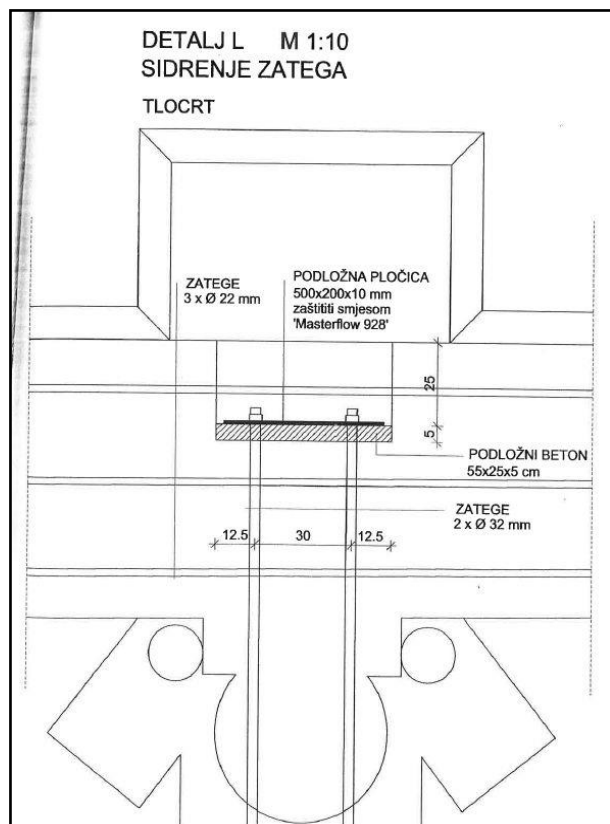 DETALJ L M 1:10
SIDRENJE ZATEGA
TLOCRT
ZATEGE
3 x Ø 22 mm
PODLOŽNA PLOČICA
500x200x10 mm
zaštititi smjesom
'Masterflow 928'
25
5
PODLOŽNI BETON
55x25x5 cm
ZATEGE
2 x Ø 32 mm
12.5
30
12.5